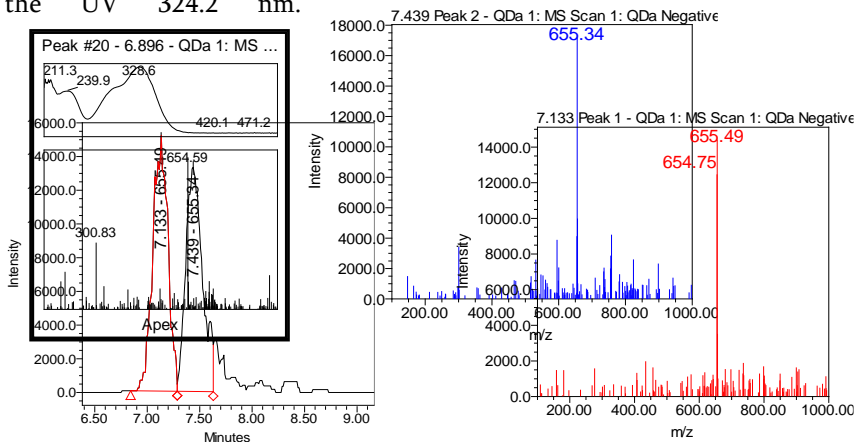 the UV 324.2 nm.
Peak #20 - 6.896 - QDa 1: MS ...
211.3
239.9
328.6
420.1 471.2
654.59
300.83
Apex
16000.0
14000.0
12000.0
10000.0
8000.0
6000.0
4000.0
2000.0
0.0
Intensity
7.133 - 655.49
7.439 - 655.34
6.50 7.00 7.50 8.00 8.50 9.00
Minutes
7.439 Peak 2 - QDa 1: MS Scan 1: QDa Negative
655.34
18000.0
16000.0
14000.0
12000.0
10000.0
8000.0
6000.0
4000.0
2000.0
0.0
Intensity
200.00 400.00 600.00 800.00 1000.00
m/z
7.133 Peak 1 - QDa 1: MS Scan 1: QDa Negative
655.49
654.75
14000.0
12000.0
10000.0
8000.0
6000.0
4000.0
2000.0
0.0
Intensity
200.00 400.00 600.00 800.00 1000.00
m/z